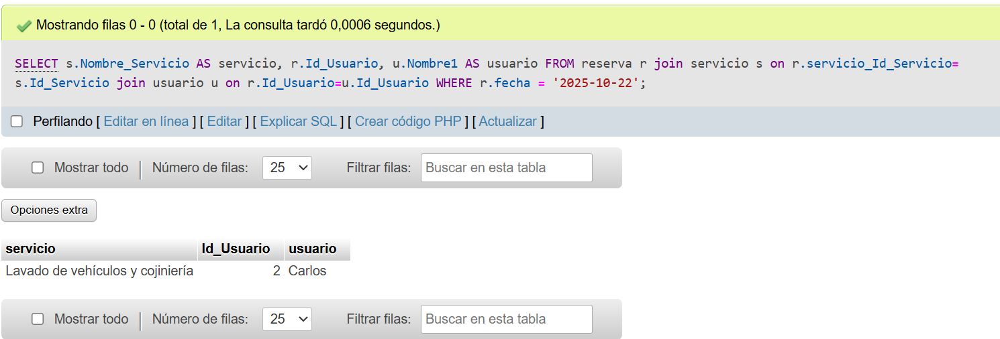 Mostrando filas 0 - 0 (total de 1, La consulta tardó 0,0006 segundos.)
SELECT s.Nombre_Servicio AS servicio, r.Id_Usuario, u.Nombre1 AS usuario FROM reserva r join servicio s on r.servicio_Id_Servicio=
s.Id_Servicio join usuario u on r.Id_Usuario=u.Id_Usuario WHERE r.fecha = '2025-10-22';
Perfilando [ Editar en línea ] [ Editar ] [ Explicar SQL ] [ Crear código PHP ] [ Actualizar ]
Mostrar todo Número de filas: 25 Filtrar filas: Buscar en esta tabla
Opciones extra
servicio Id_Usuario usuario
Lavado de vehículos y cojiniería 2 Carlos
Mostrar todo Número de filas: 25 Filtrar filas: Buscar en esta tabla